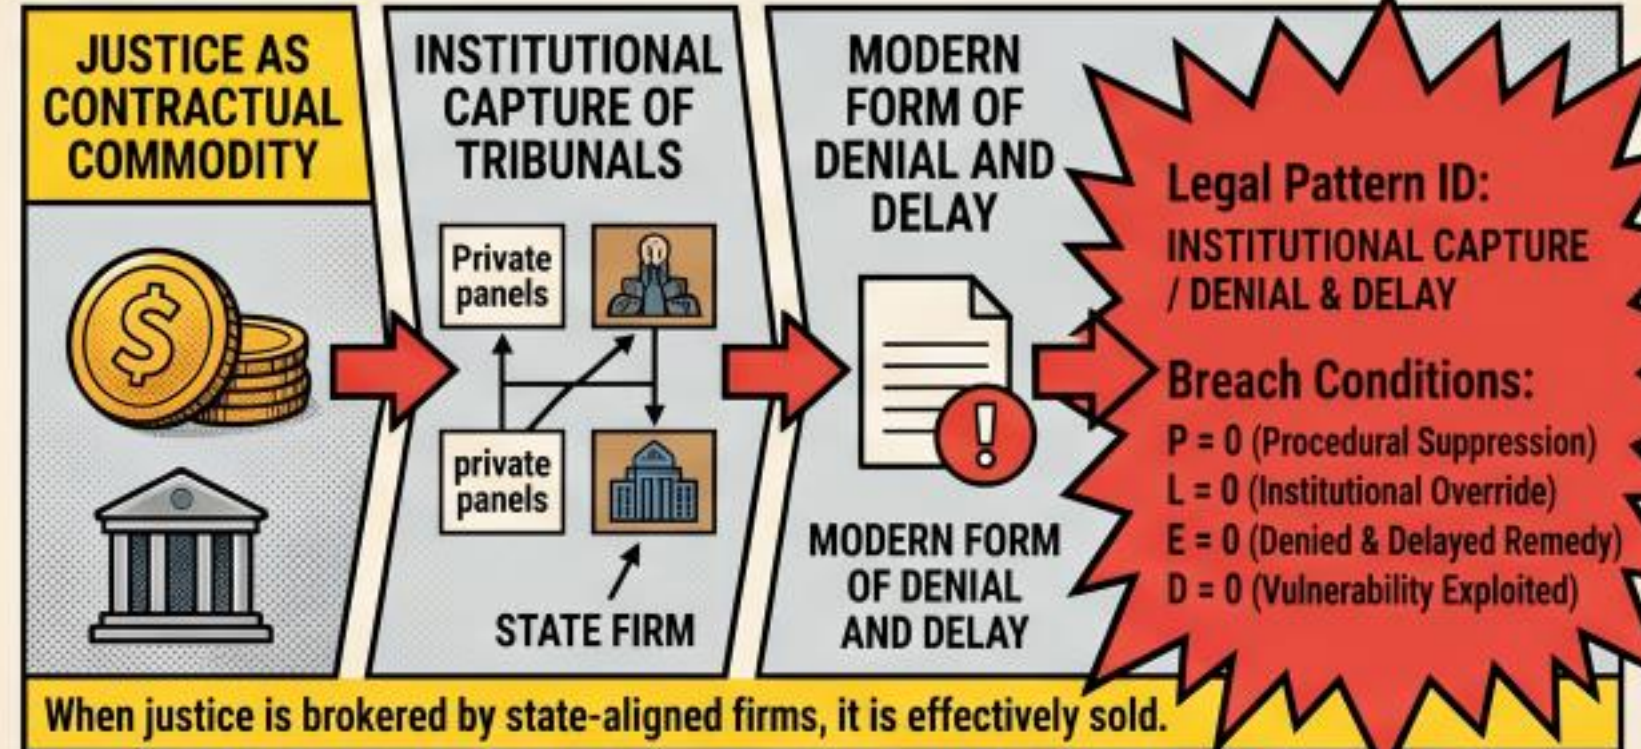 JUSTICE AS
CONTRACTUAL
COMMODITY
$
INSTITUTIONAL
CAPTURE OF
TRIBUNALS
Private
panels
private
panels
STATE FIRM
MODERN
FORM OF
DENIAL AND
DELAY
!
MODERN FORM
OF DENIAL
AND DELAY
Legal Pattern ID:
INSTITUTIONAL CAPTURE
/ DENIAL & DELAY
Breach Conditions:
P = 0 (Procedural Suppression)
L = 0 (Institutional Override)
E = 0 (Denied & Delayed Remedy)
D = 0 (Vulnerability Exploited)
When justice is brokered by state-aligned firms, it is effectively sold.